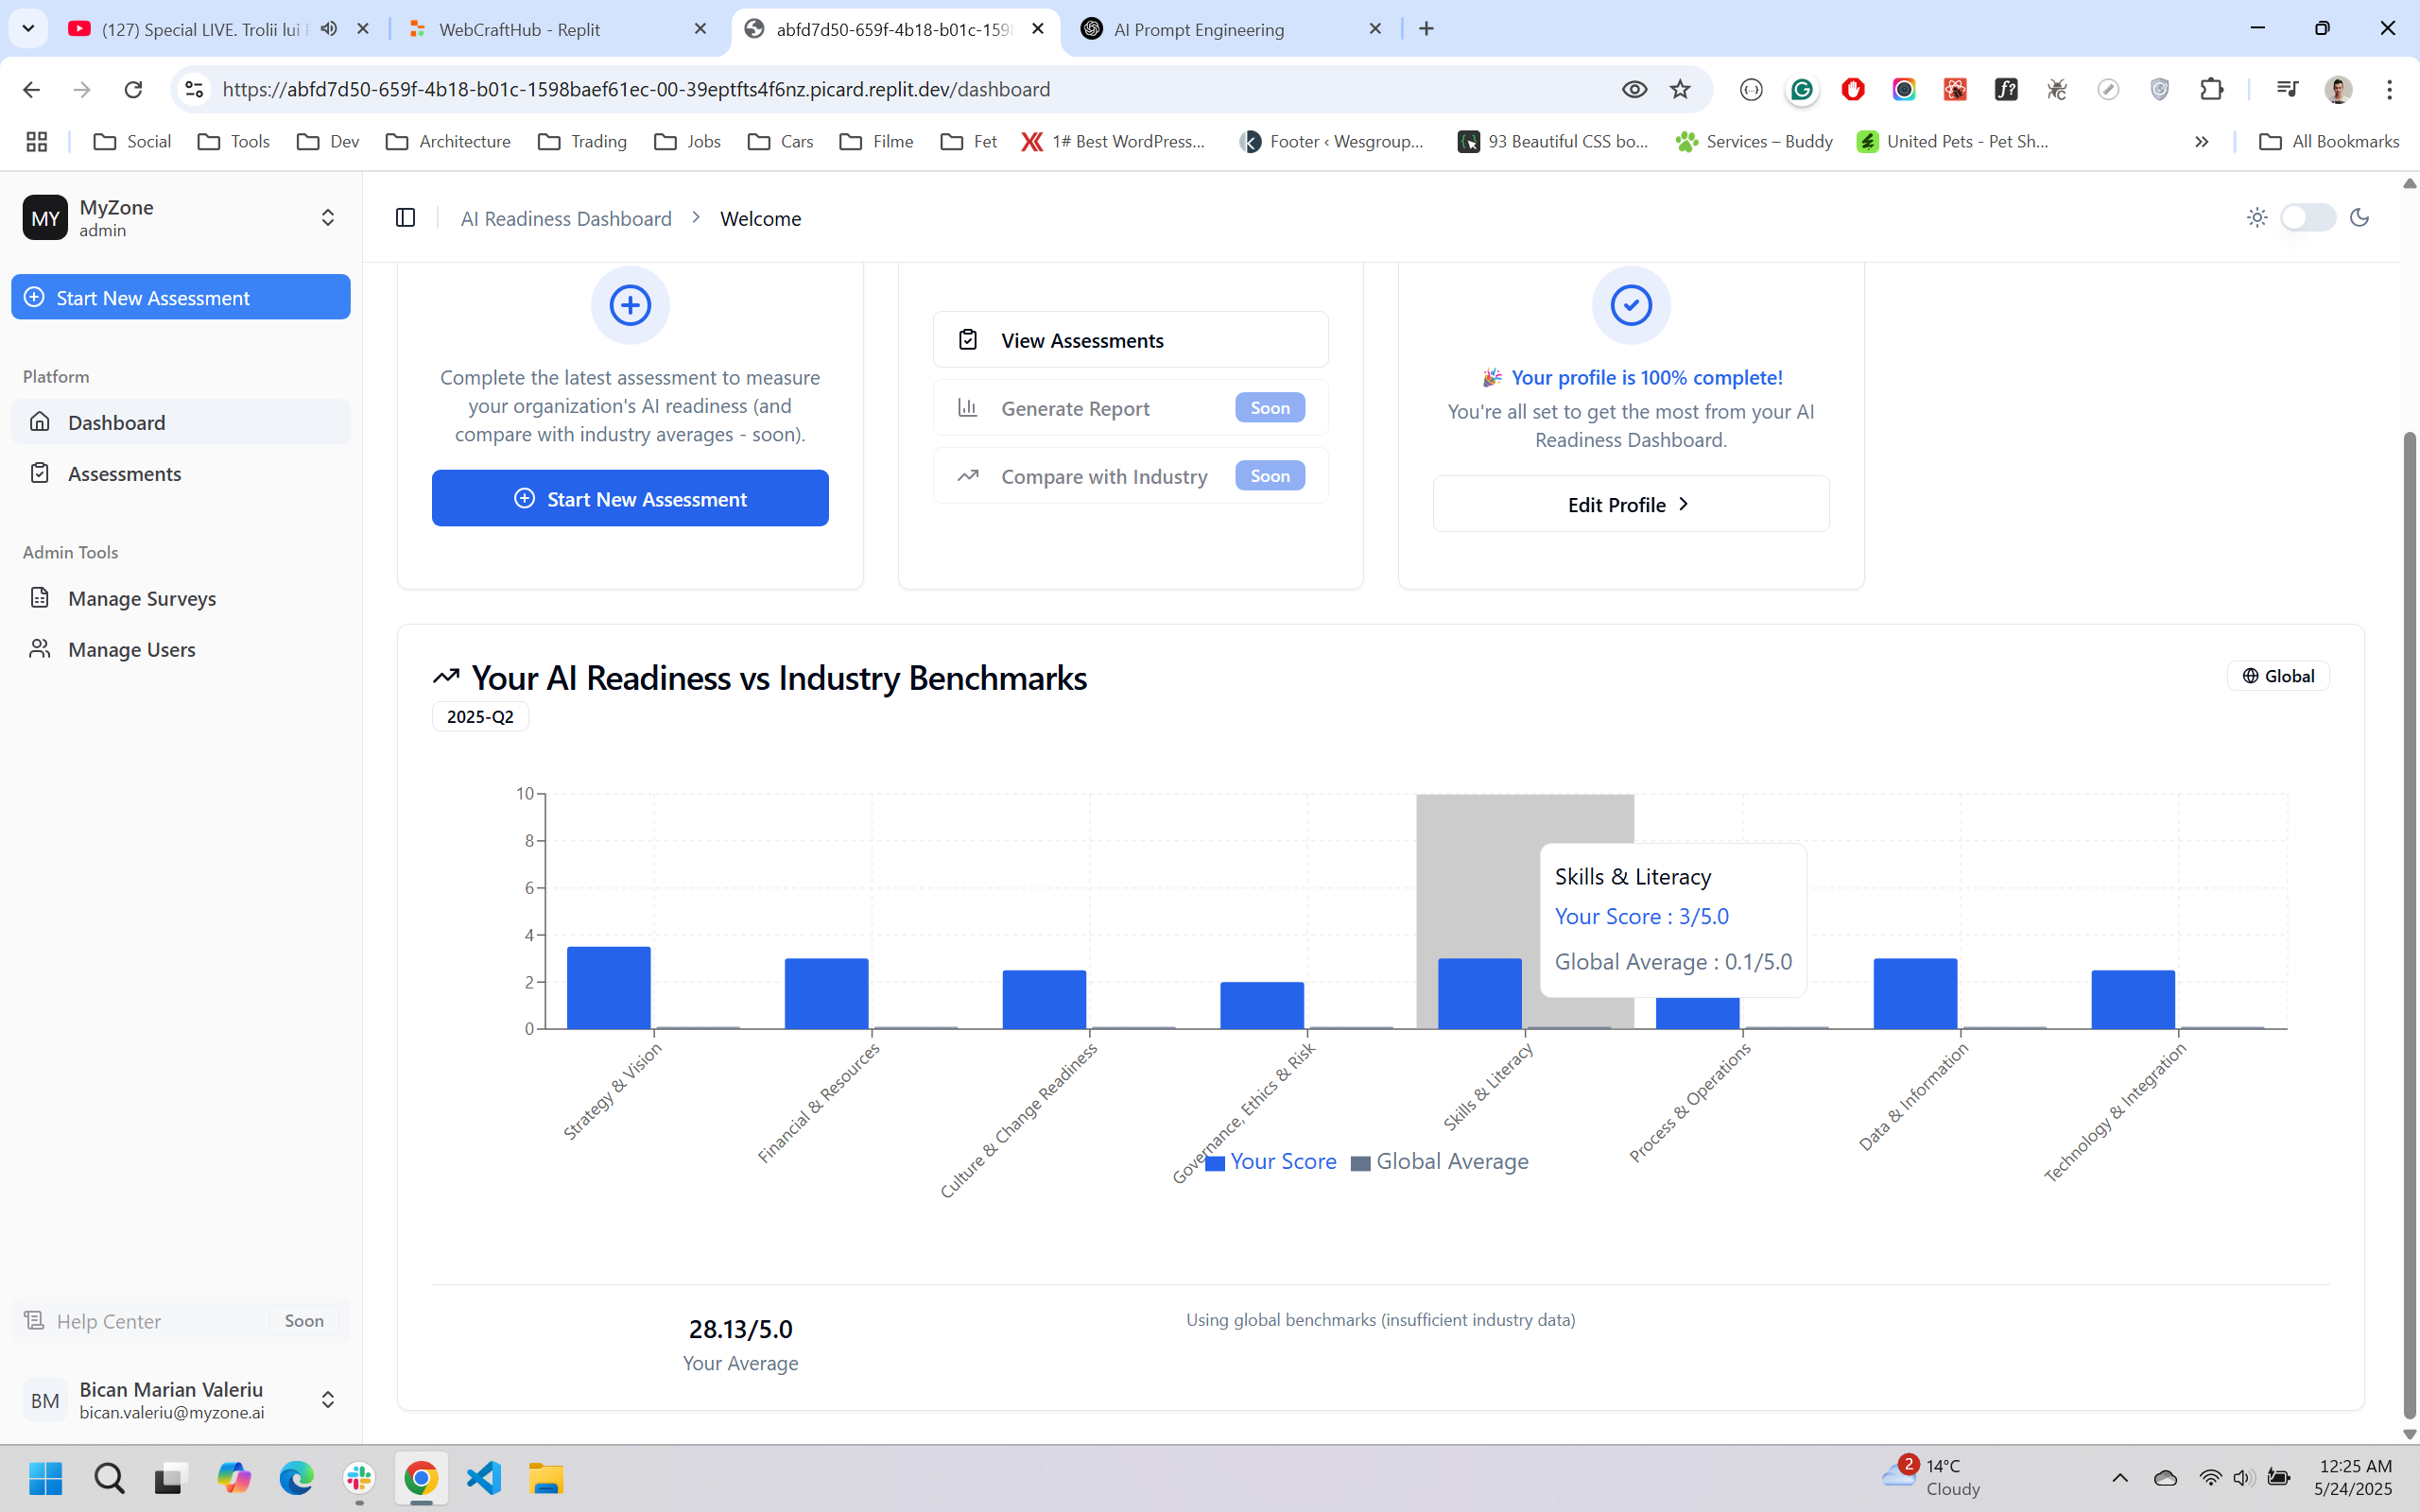 (127) Special LIVE. Trolii lui
WebCraftHub - Replit
abfd7d50-659f-4b18-b01c-159
AI Prompt Engineering
https://abfd7d50-659f-4b18-b01c-1598baef61ec-00-39eptfts4f6nz.picard.replit.dev/dashboard
Social
Tools
Dev
Architecture
Trading
Jobs
Cars
Filme
Fet
1# Best WordPress...
Footer ‹ Wesgroup...
93 Beautiful CSS bo...
Services – Buddy
United Pets - Pet Sh...
All Bookmarks
MY
MyZone
admin
AI Readiness Dashboard
Welcome
Start New Assessment
Platform
Dashboard
Assessments
Admin Tools
Manage Surveys
Manage Users
Complete the latest assessment to measure
your organization's AI readiness (and
compare with industry averages - soon).
Start New Assessment
View Assessments
Generate Report
Soon
Compare with Industry
Soon
🎉 Your profile is 100% complete!
You're all set to get the most from your AI
Readiness Dashboard.
Edit Profile
Your AI Readiness vs Industry Benchmarks
Global
2025-Q2
10
8
6
4
2
0
Skills & Literacy
Your Score : 3/5.0
Global Average : 0.1/5.0
Strategy & Vision
Financial & Resources
Culture & Change Readiness
Governance, Ethics & Risk
Skills & Literacy
Process & Operations
Data & Information
Technology & Integration
Your Score
Global Average
28.13/5.0
Your Average
Using global benchmarks (insufficient industry data)
Help Center
Soon
BM
Bican Marian Valeriu
bican.valeriu@myzone.ai
2
14°C
Cloudy
12:25 AM
5/24/2025